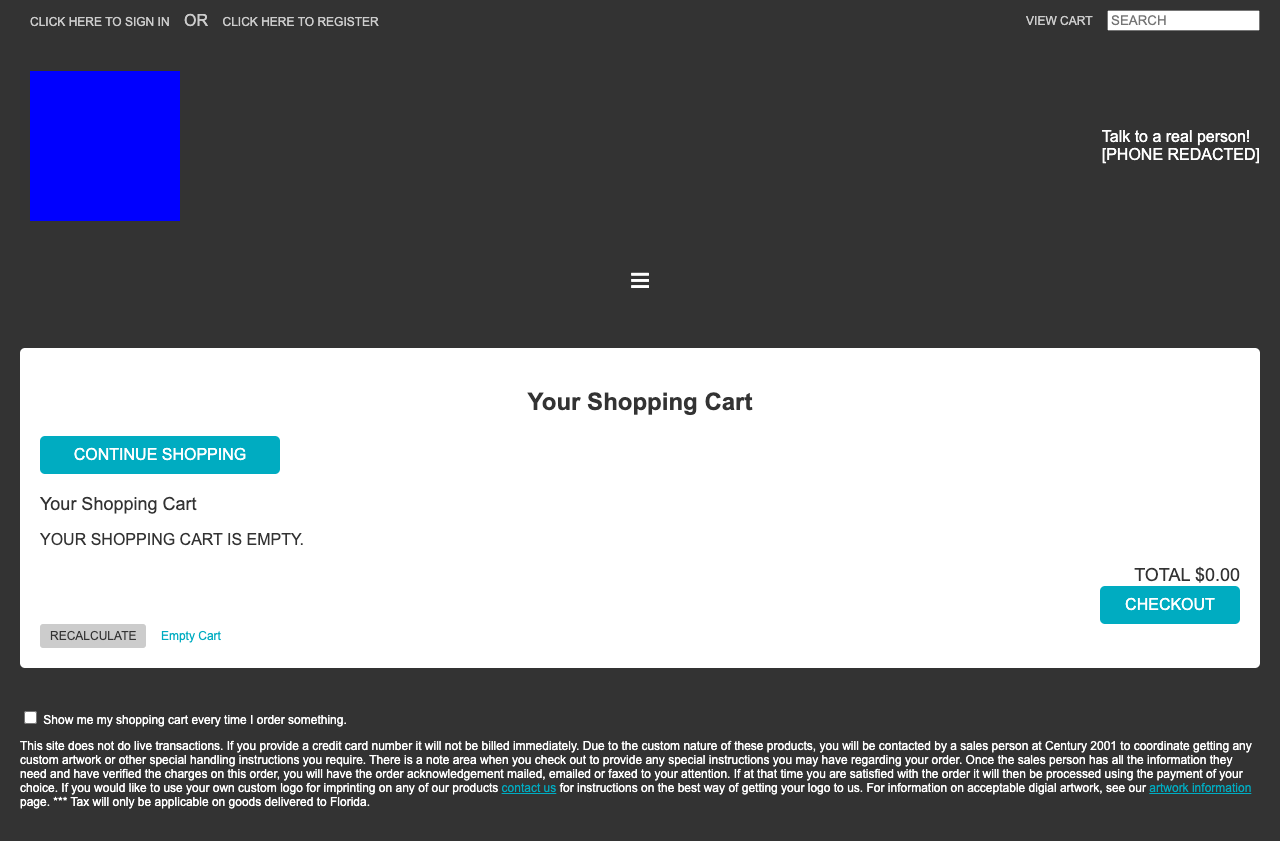 CLICK HERE TO SIGN IN OR CLICK HERE TO REGISTER VIEW CART SEARCH
Talk to a real person!
[PHONE REDACTED]
Your Shopping Cart
CONTINUE SHOPPING
Your Shopping Cart
YOUR SHOPPING CART IS EMPTY.
TOTAL $0.00
CHECKOUT
RECALCULATE Empty Cart
Show me my shopping cart every time I order something.
This site does not do live transactions. If you provide a credit card number it will not be billed immediately. Due to the custom nature of these products, you will be contacted by a sales person at Century 2001 to coordinate getting any
custom artwork or other special handling instructions you require. There is a note area when you check out to provide any special instructions you may have regarding your order. Once the sales person has all the information they
need and have verified the charges on this order, you will have the order acknowledgement mailed, emailed or faxed to your attention. If at that time you are satisfied with the order it will then be processed using the payment of your
choice. If you would like to use your own custom logo for imprinting on any of our products contact us for instructions on the best way of getting your logo to us. For information on acceptable digial artwork, see our artwork information
page. *** Tax will only be applicable on goods delivered to Florida.